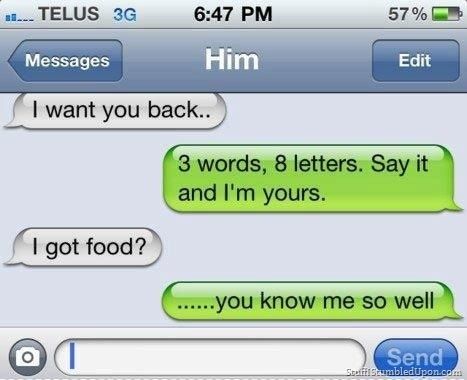 TELUS 3G 6:47 PM 57%
Messages Him Edit
I want you back..
3 words, 8 letters. Say it
and I'm yours.
I got food?
......you know me so well
Send
StuffIStumbledUpon.com